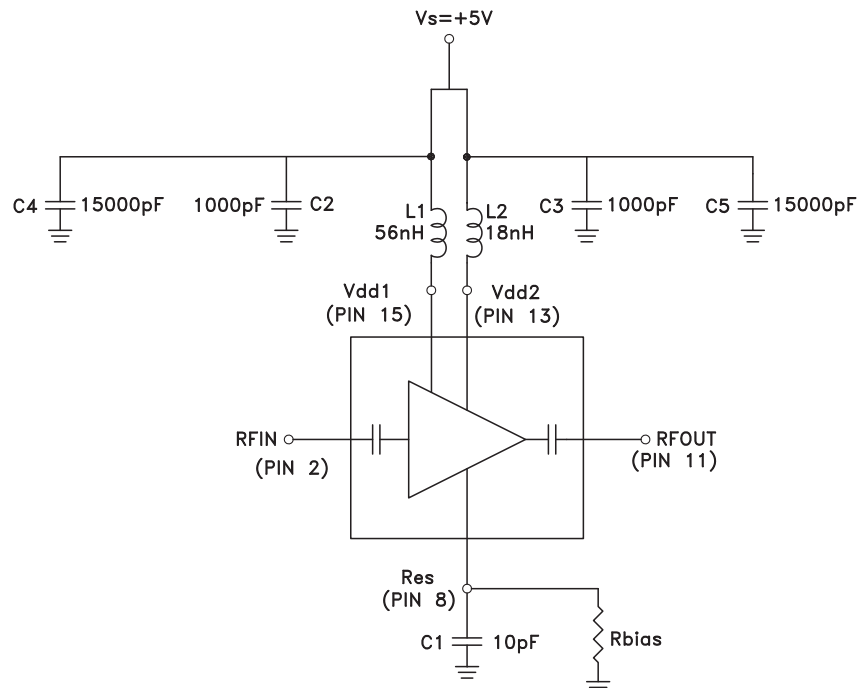 Vs=+5V
C4
15000pF
1000pF
C2
L1
56nH
L2
18nH
C3
1000pF
C5
15000pF
Vdd1
(PIN 15)
Vdd2
(PIN 13)
RFIN
(PIN 2)
RFOUT
(PIN 11)
Res
(PIN 8)
C1
10pF
Rbias